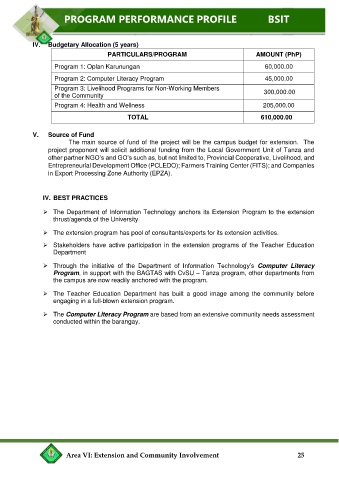 PROGRAM PERFORMANCE PROFILE BSIT
IV. Budgetary Allocation (5 years)
PARTICULARS/PROGRAM AMOUNT (PhP)
Program 1: Oplan Karunungan 60,000.00
Program 2: Computer Literacy Program 45,000.00
Program 3: Livelihood Programs for Non-Working Members
of the Community 300,000.00
Program 4: Health and Wellness 205,000.00
TOTAL 610,000.00
V. Source of Fund
The main source of fund of the project will be the campus budget for extension. The
project proponent will solicit additional funding from the Local Government Unit of Tanza and
other partner NGO's and GO's such as, but not limited to, Provincial Cooperative, Livelihood, and
Entrepreneurial Development Office (PCLEDO); Farmers Training Center (FITS); and Companies
in Export Processing Zone Authority (EPZA).
IV. BEST PRACTICES
➢ The Department of Information Technology anchors its Extension Program to the extension
thrust/agenda of the University
➢ The extension program has pool of consultants/experts for its extension activities.
➢ Stakeholders have active participation in the extension programs of the Teacher Education
Department
➢ Through the initiative of the Department of Information Technology's Computer Literacy
Program, in support with the BAGTAS with CvSU – Tanza program, other departments from
the campus are now readily anchored with the program.
➢ The Teacher Education Department has built a good image among the community before
engaging in a full-blown extension program.
➢ The Computer Literacy Program are based from an extensive community needs assessment
conducted within the barangay.
Area VI: Extension and Community Involvement 25